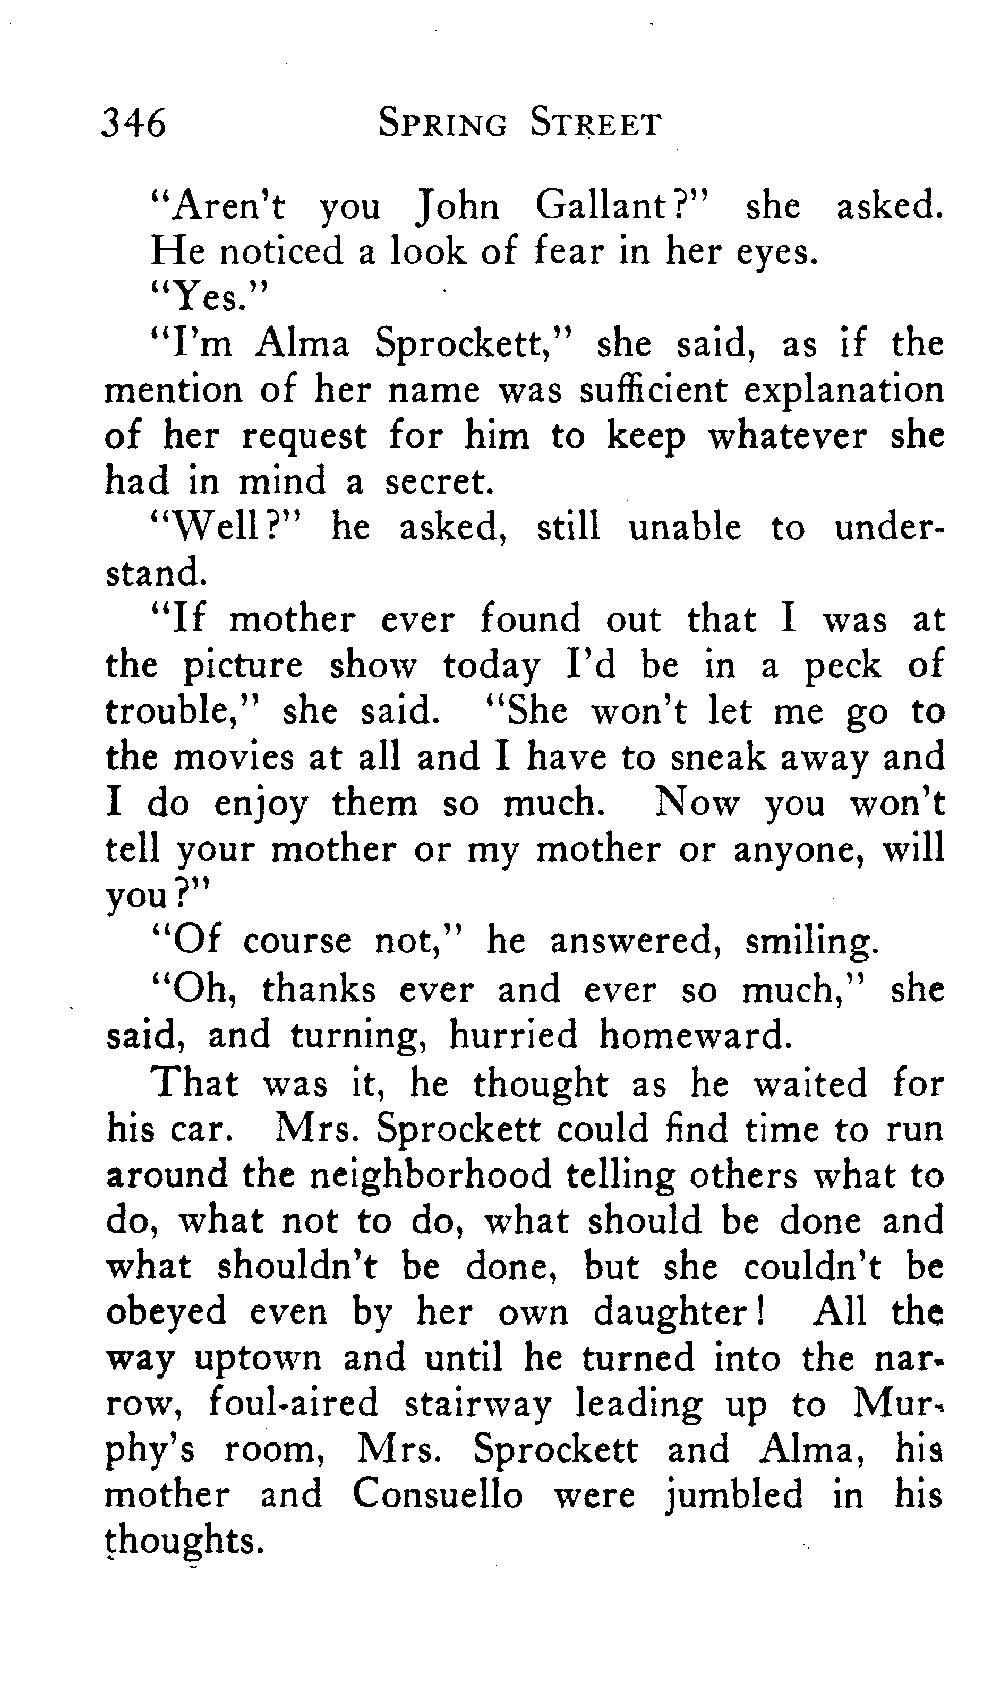 346 SPRING STREET
"Aren't you John Gallant?" she asked.
He noticed a look of fear in her eyes.
"Yes."
"I'm Alma Sprockett," she said, as if the
mention of her name was sufficient explanation
of her request for him to keep whatever she
had in mind a secret.
"Well?" he asked, still unable to under-
stand.
"If mother ever found out that I was at
the picture show today I'd be in a peck of
trouble," she said. "She won't let me go to
the movies at all and I have to sneak away and
I do enjoy them so much. Now you won't
tell your mother or my mother or anyone, will
you?"
"Of course not," he answered, smiling.
"Oh, thanks ever and ever so much," she
said, and turning, hurried homeward.
That was it, he thought as he waited for
his car. Mrs. Sprockett could find time to run
around the neighborhood telling others what to
do, what not to do, what should be done and
what shouldn't be done, but she couldn't be
obeyed even by her own daughter! All the
way uptown and until he turned into the nar-
row, foul-aired stairway leading up to Mur-
phy's room, Mrs. Sprockett and Alma, his
mother and Consuello were jumbled in his
thoughts.